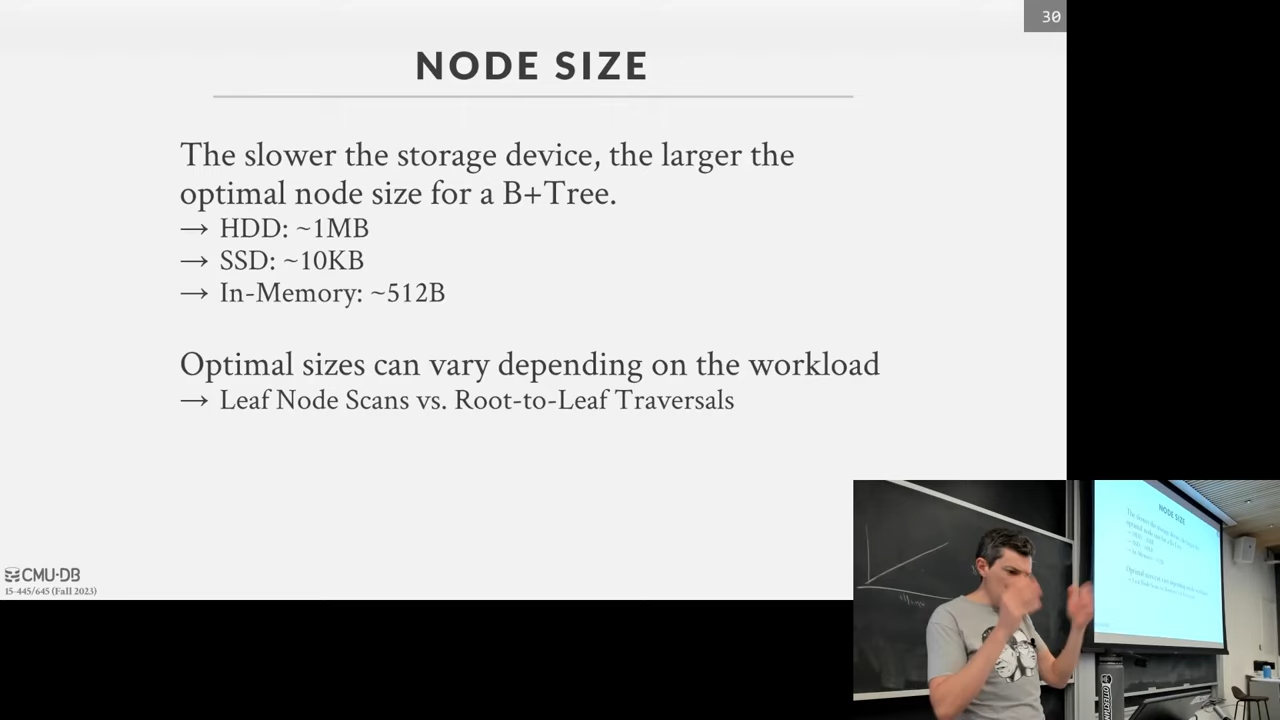 30
NODE SIZE
The slower the storage device, the larger the
optimal node size for a B+Tree.
→ HDD: ~1MB
→ SSD: ~10KB
→ In-Memory: ~512B
Optimal sizes can vary depending on the workload
→ Leaf Node Scans vs. Root-to-Leaf Traversals
CMU·DB
15-445/645 (Fall 2023)
NODE SIZE